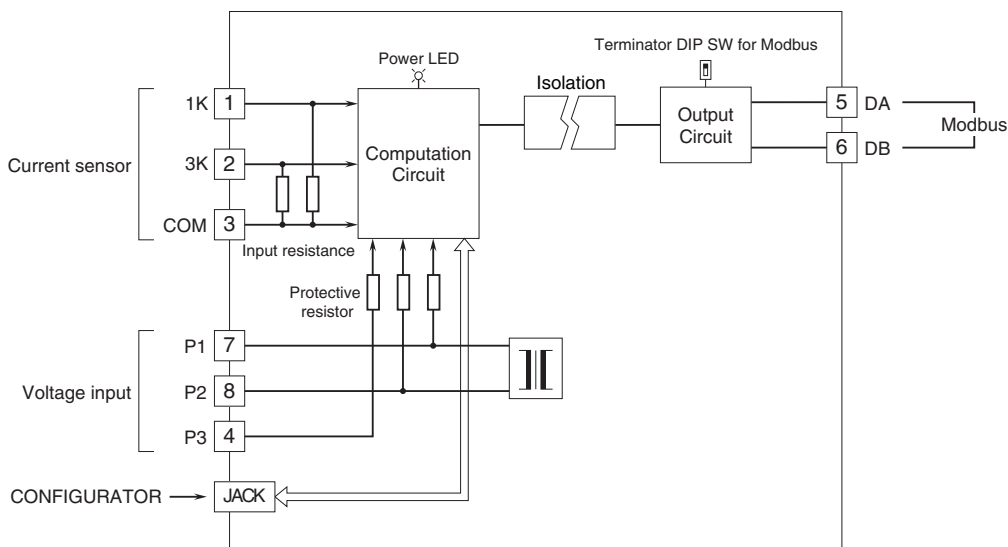 Terminator DIP SW for Modbus
Power LED
Isolation
1K 1
5 DA
Output
Circuit
Modbus
Current sensor
3K 2
Computation
Circuit
6 DB
COM 3
Input resistance
Protective
resistor
P1 7
Voltage input
P2 8
P3 4
CONFIGURATOR
JACK